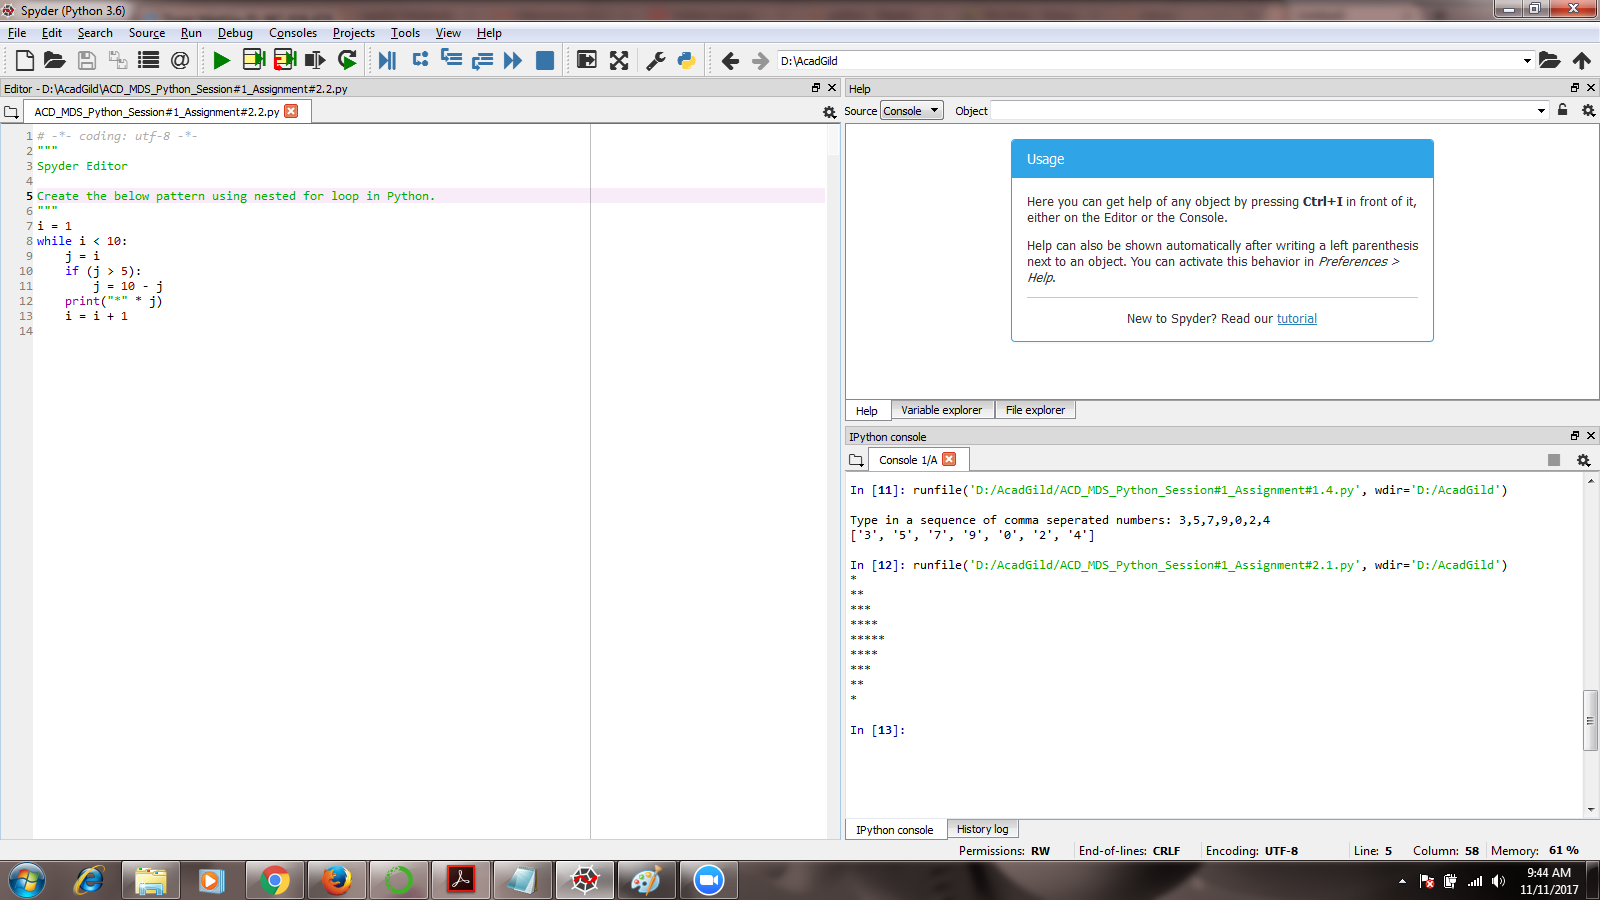 Spyder (Python 3.6)
File Edit Search Source Run Debug Consoles Projects Tools View Help
D:\AcadGild
Editor - D:\AcadGild\ACD_MDS_Python_Session#1_Assignment#2.2.py
ACD_MDS_Python_Session#1_Assignment#2.2.py
1 # -*- coding: utf-8 -*-
2 """
3 Spyder Editor
4
5 Create the below pattern using nested for loop in Python.
6 """
7 i = 1
8 while i < 10:
9     j = i
10     if (j > 5):
11         j = 10 - j
12     print("*" * j)
13     i = i + 1
14
Help
Source Console Object
Usage
Here you can get help of any object by pressing Ctrl+I in front of it,
either on the Editor or the Console.
Help can also be shown automatically after writing a left parenthesis
next to an object. You can activate this behavior in Preferences >
Help.
New to Spyder? Read our tutorial
Help Variable explorer File explorer
IPython console
Console 1/A
In [11]: runfile('D:/AcadGild/ACD_MDS_Python_Session#1_Assignment#1.4.py', wdir='D:/AcadGild')
Type in a sequence of comma seperated numbers: 3,5,7,9,0,2,4
['3', '5', '7', '9', '0', '2', '4']
In [12]: runfile('D:/AcadGild/ACD_MDS_Python_Session#1_Assignment#2.1.py', wdir='D:/AcadGild')
*
**
***
****
*****
****
***
**
*
In [13]:
IPython console History log
Permissions: RW End-of-lines: CRLF Encoding: UTF-8 Line: 5 Column: 58 Memory: 61 %
9:44 AM
11/11/2017